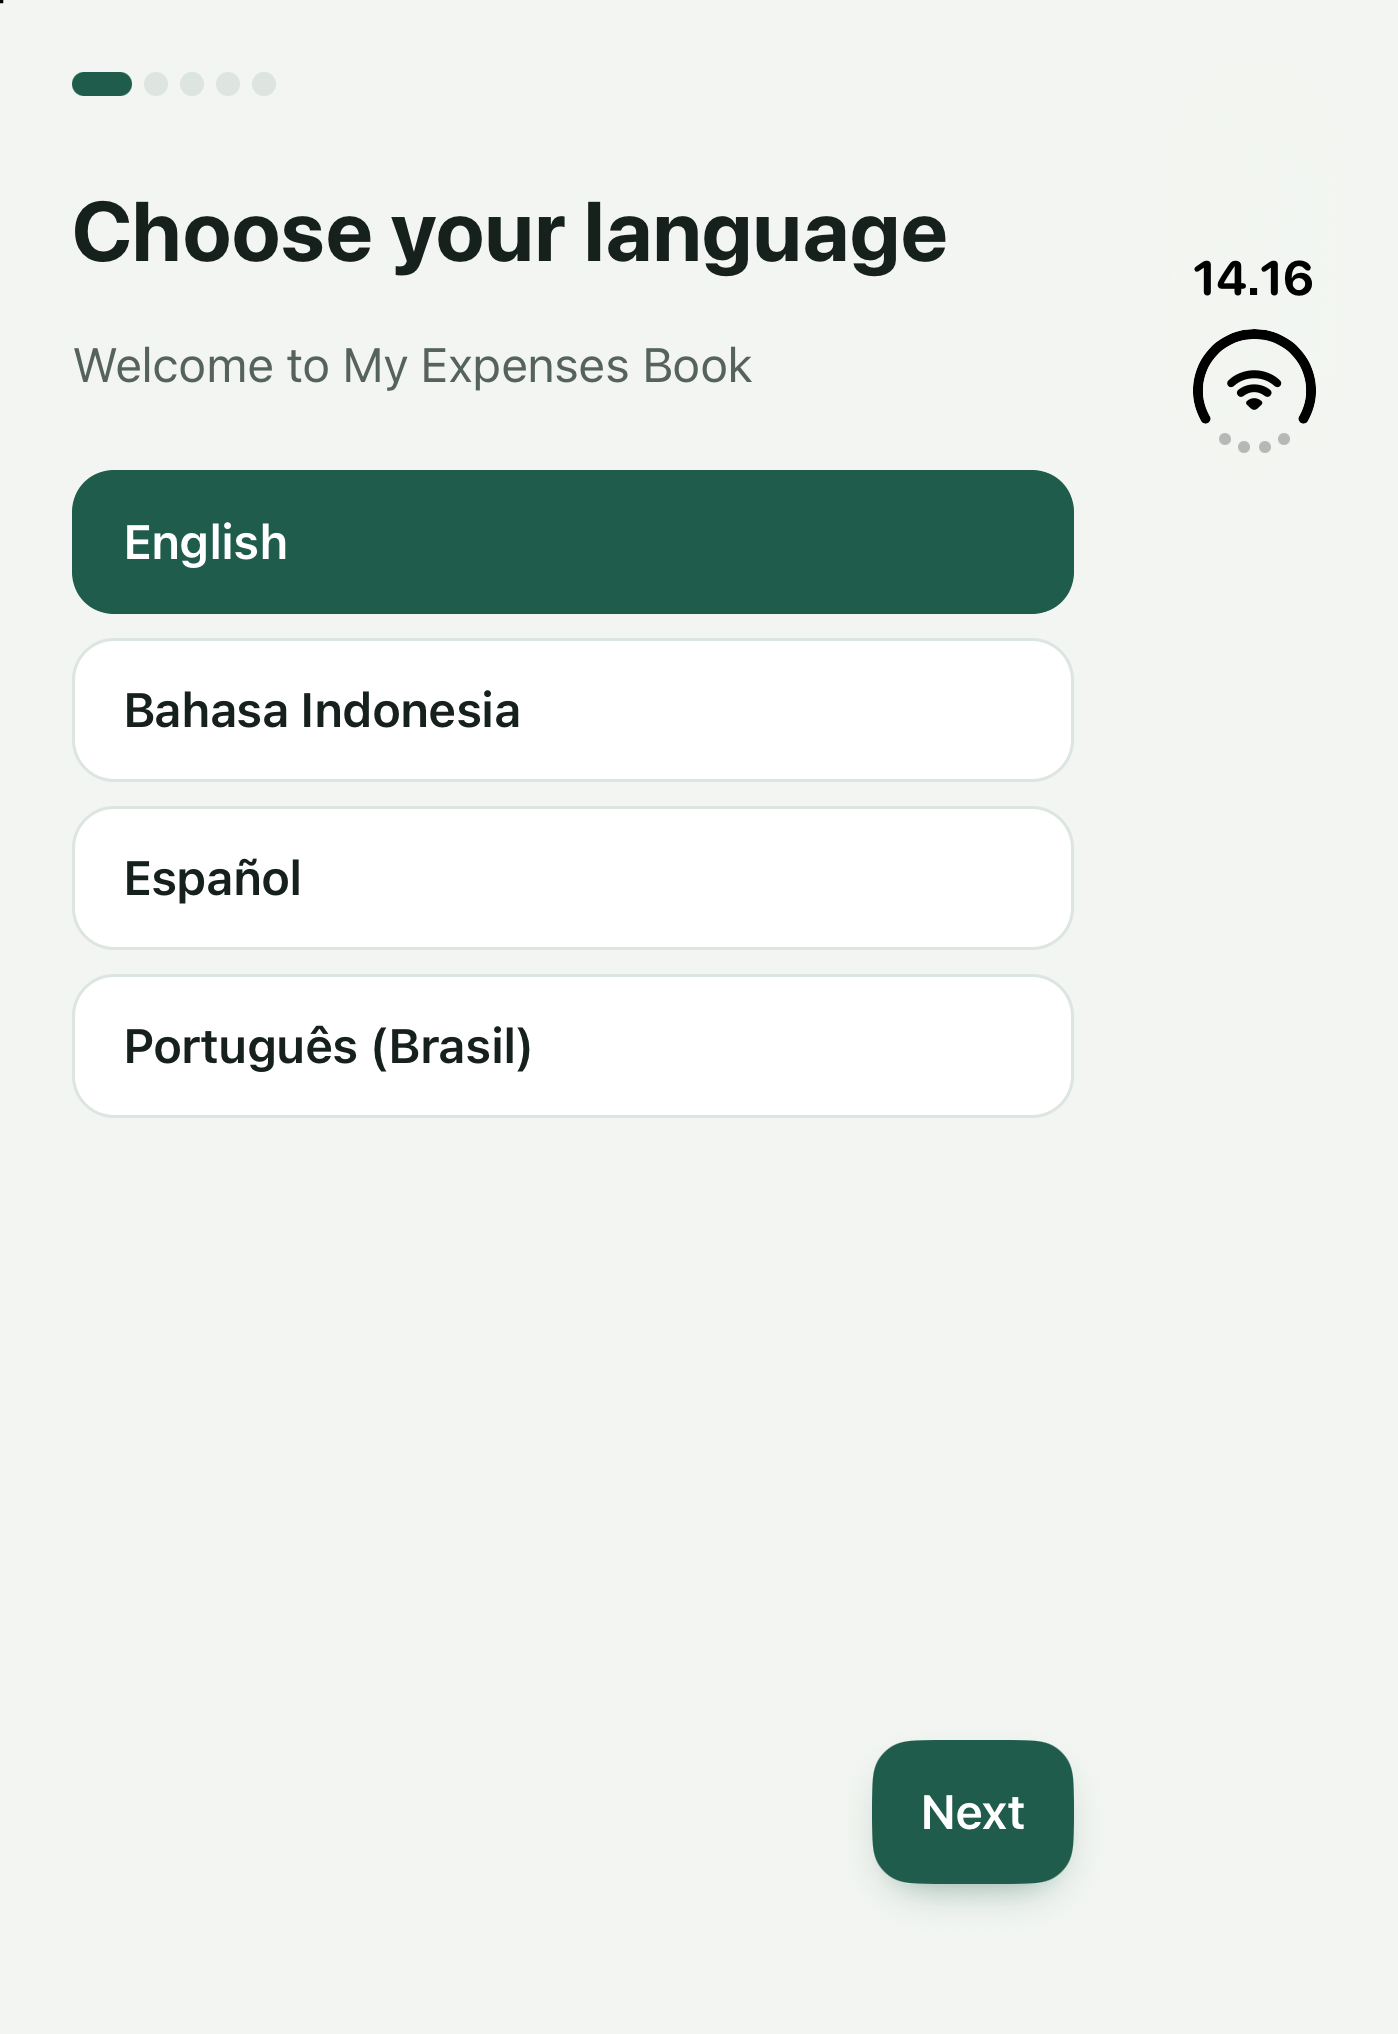 Choose your language
14.16
Welcome to My Expenses Book
English
Bahasa Indonesia
Español
Português (Brasil)
Next